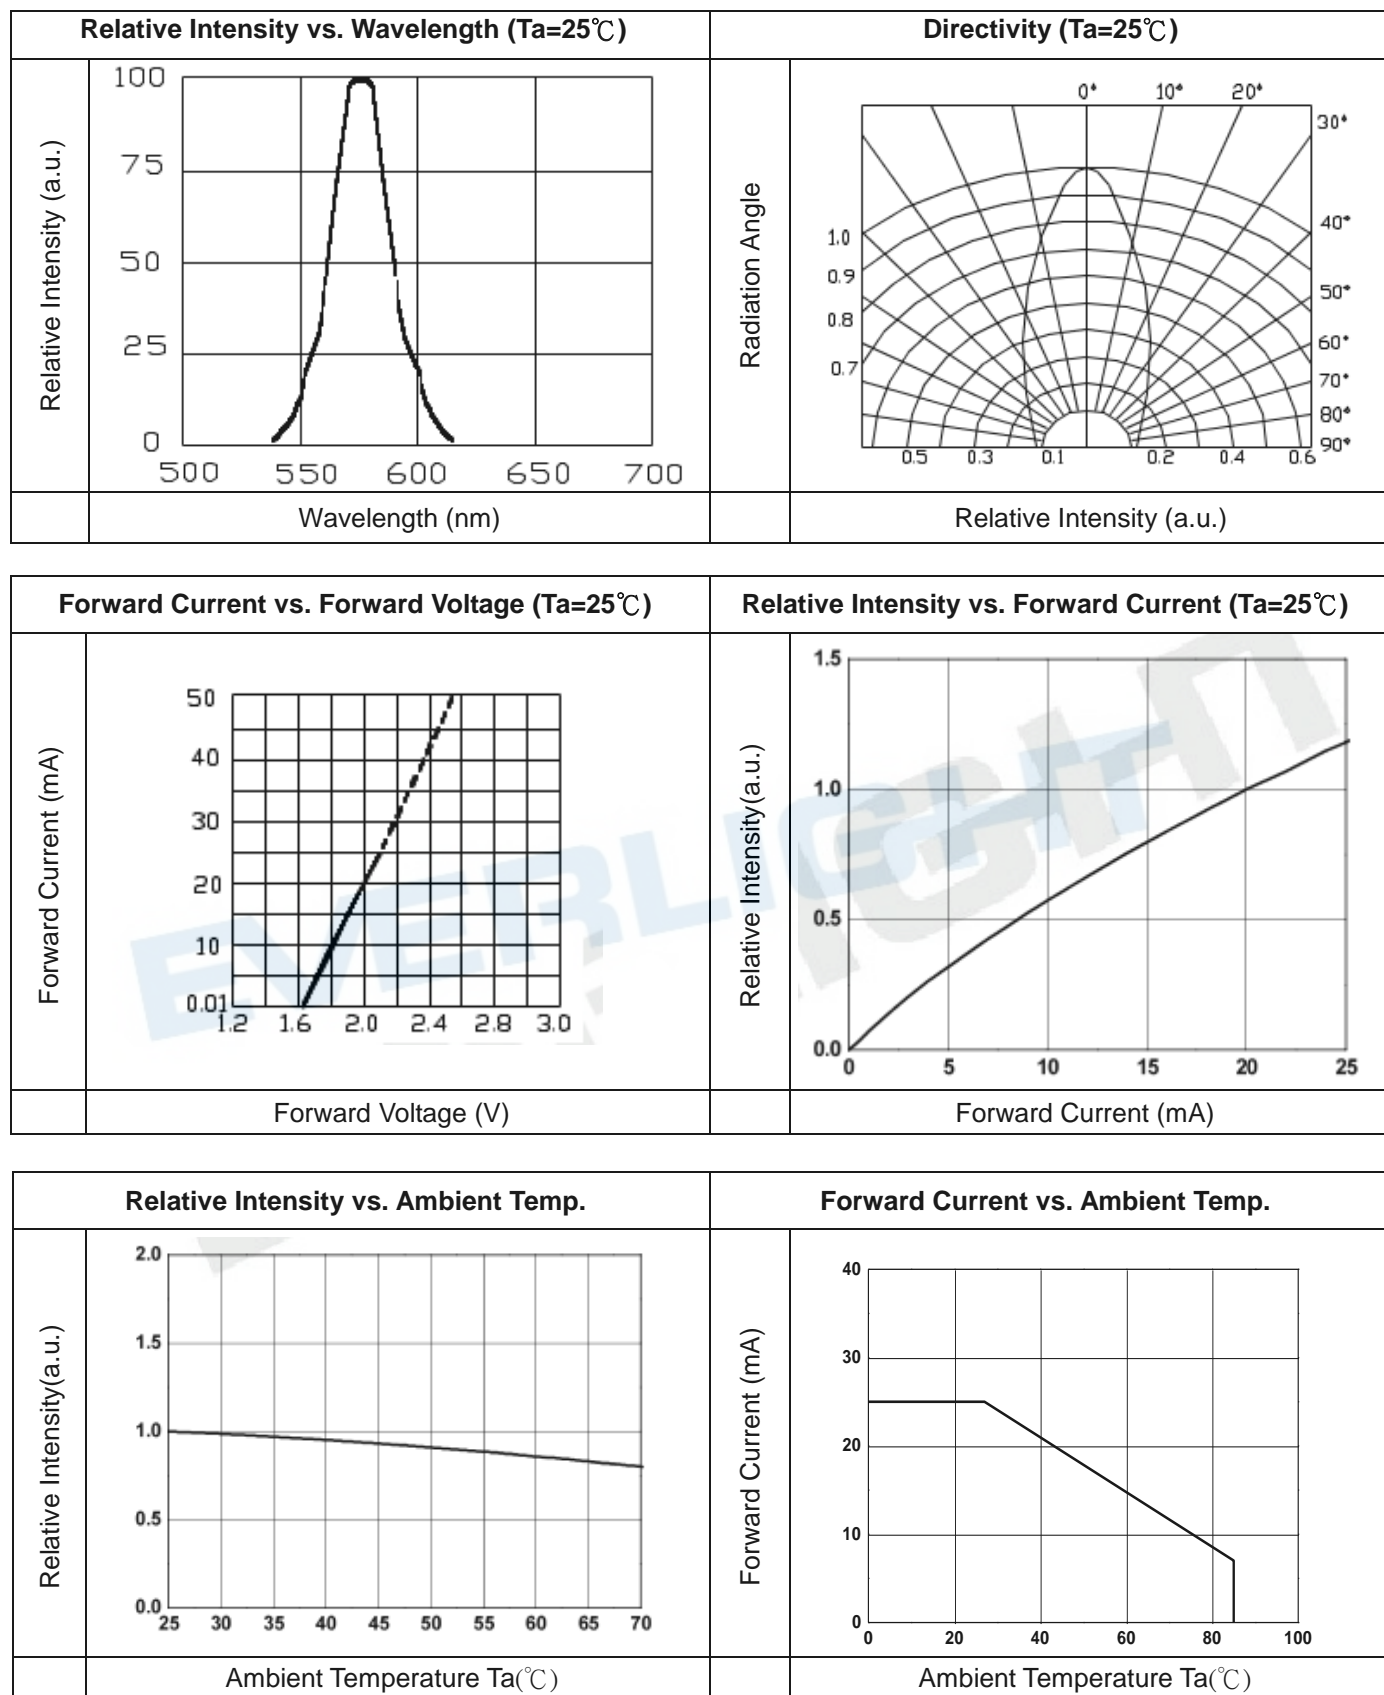 Relative Intensity vs. Wavelength (Ta=25℃)
Relative Intensity (a.u.)
100
75
50
25
0
500 550 600 650 700
Wavelength (nm)
Directivity (Ta=25℃)
Radiation Angle
0° 10° 20°
30°
40°
50°
60°
70°
80°
90°
1.0
0.9
0.8
0.7
0.5 0.3 0.1 0.2 0.4 0.6
Relative Intensity (a.u.)
Forward Current vs. Forward Voltage (Ta=25℃)
Forward Current (mA)
50
40
30
20
10
0.01
1.2 1.6 2.0 2.4 2.8 3.0
Forward Voltage (V)
Relative Intensity vs. Forward Current (Ta=25℃)
Relative Intensity(a.u.)
1.5
1.0
0.5
0.0
0 5 10 15 20 25
Forward Current (mA)
EVERLIGHT
Relative Intensity vs. Ambient Temp.
Relative Intensity(a.u.)
2.0
1.5
1.0
0.5
0.0
25 30 35 40 45 50 55 60 65 70
Ambient Temperature Ta(℃)
Forward Current vs. Ambient Temp.
Forward Current (mA)
40
30
20
10
0
0 20 40 60 80 100
Ambient Temperature Ta(℃)